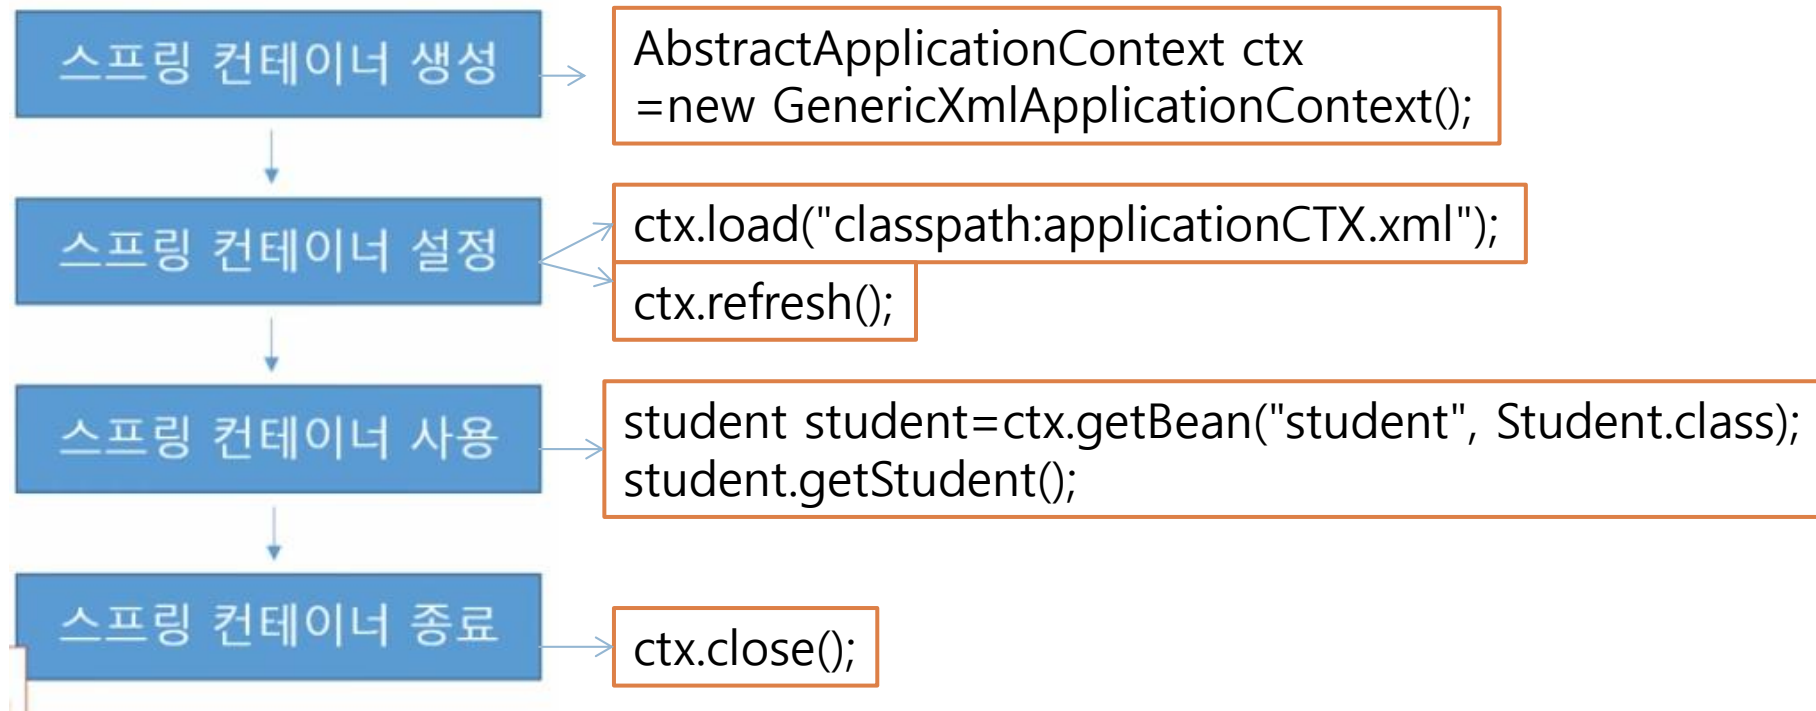 스프링 컨테이너 생성
AbstractApplicationContext ctx
=new GenericXmlApplicationContext();
스프링 컨테이너 설정
ctx.load("classpath:applicationCTX.xml");
ctx.refresh();
스프링 컨테이너 사용
student student=ctx.getBean("student", Student.class);
student.getStudent();
스프링 컨테이너 종료
ctx.close();